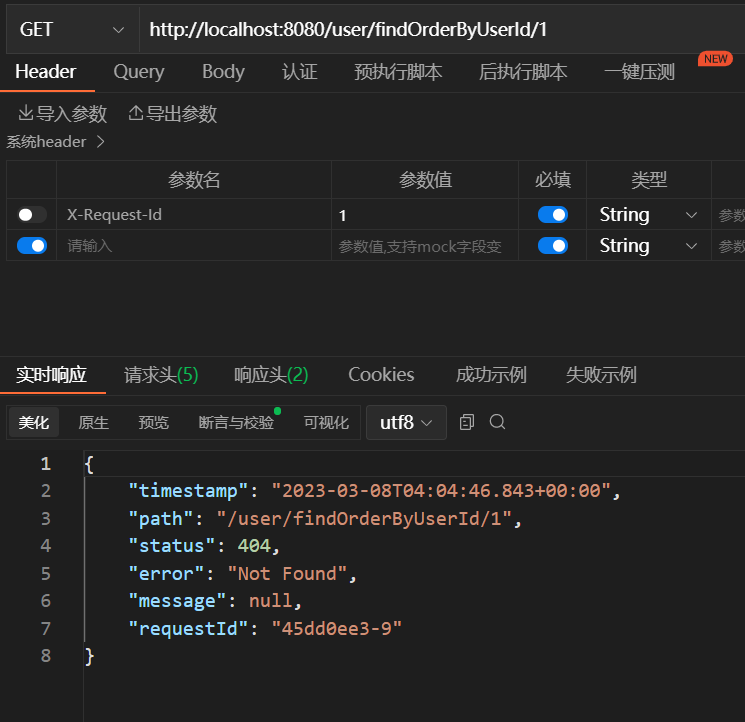 GET http://localhost:8080/user/findOrderByUserId/1
Header Query Body 认证 预执行脚本 后执行脚本 一键压测 NEW
导入参数 导出参数
系统header
参数名 参数值 必填 类型
X-Request-Id 1 String 参数
请输入 参数值,支持mock字段变 String 参数
实时响应 请求头(5) 响应头(2) Cookies 成功示例 失败示例
美化 原生 预览 断言与校验 可视化 utf8
1 {
2 "timestamp": "2023-03-08T04:04:46.843+00:00",
3 "path": "/user/findOrderByUserId/1",
4 "status": 404,
5 "error": "Not Found",
6 "message": null,
7 "requestId": "45dd0ee3-9"
8 }